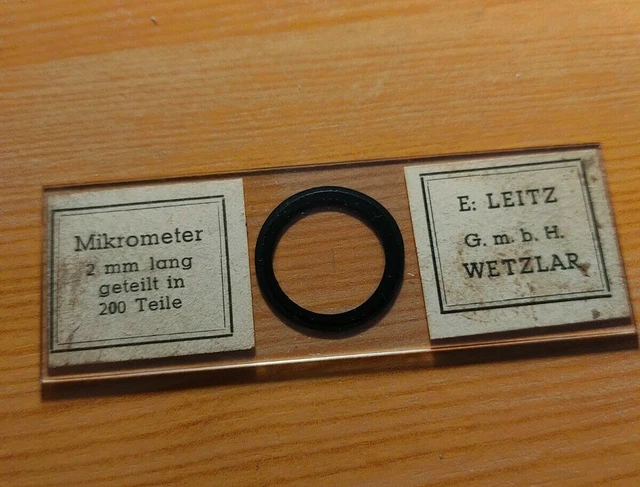 Mikrometer
2 mm lang
geteilt in
200 Teile
E: LEITZ
G. m. b. H.
WETZLAR